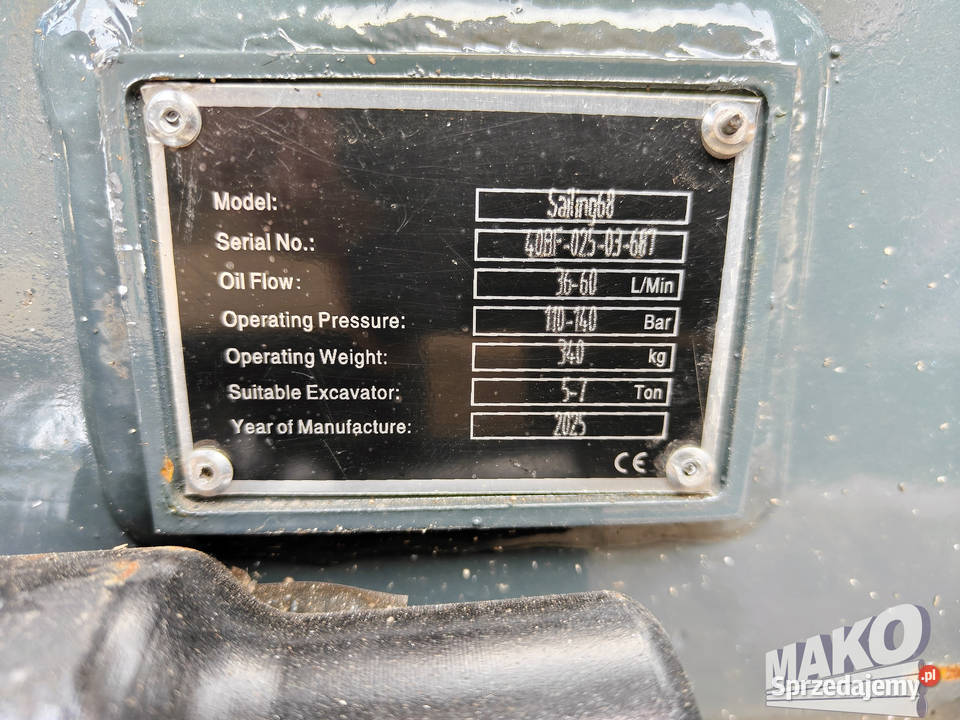 Model: Sailing68
Serial No.: 40BF-025-03-687
Oil Flow: 36-60 L/Min
Operating Pressure: 110-140 Bar
Operating Weight: 340 kg
Suitable Excavator: 5-7 Ton
Year of Manufacture: 2025
CE
MAKO
Sprzedajemy.pl